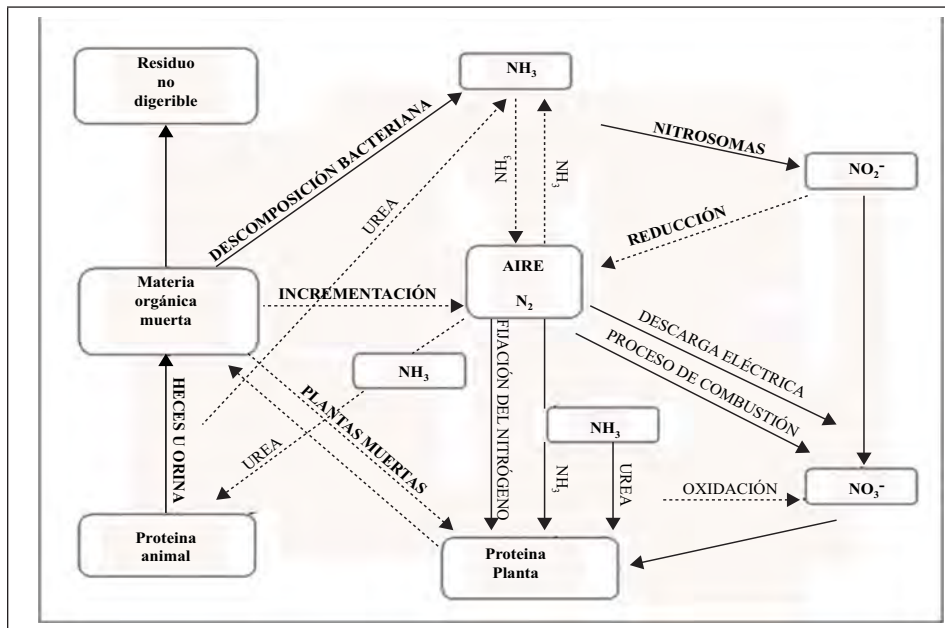 Residuo
no
digerible
NH₃
DESCOMPOSICIÓN BACTERIANA
UREA
NH₃
NH₃
NITROSOMAS
NO₂⁻
REDUCCIÓN
Materia
orgánica
muerta
INCREMENTACIÓN
AIRE
N₂
DESCARGA ELÉCTRICA
PROCESO DE COMBUSTIÓN
NH₃
FIJACIÓN DEL NITRÓGENO
HECES U ORINA
UREA
PLANTAS MUERTAS
NH₃
NH₃
UREA
OXIDACIÓN
NO₃⁻
Proteina
animal
Proteina
Planta